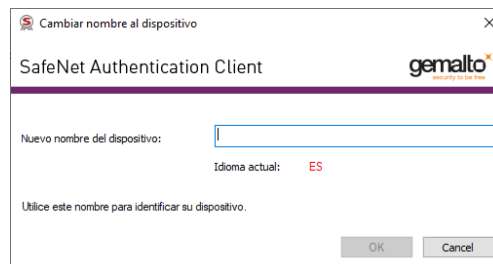 Cambiar nombre al dispositivo
SafeNet Authentication Client
gemalto
security to be free
Nuevo nombre del dispositivo:
Idioma actual: ES
Utilice este nombre para identificar su dispositivo.
OK Cancel